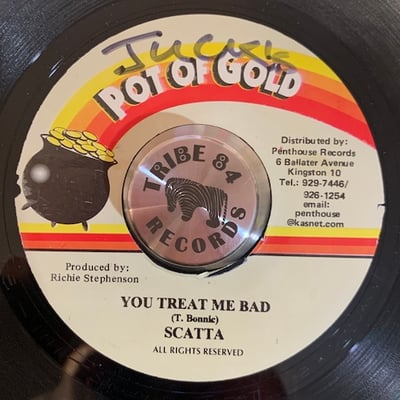 Juck's
POT OF GOLD
Distributed by:
Penthouse Records
6 Ballater Avenue
Kingston 10
Tel,: 929-7446/
926-1254
email:
penthouse
@kasnet.com
TRIBE 84
RECORDS
Produced by:
Richie Stephenson
YOU TREAT ME BAD
(T. Bonnic)
SCATTA
ALL RIGHTS RESERVED